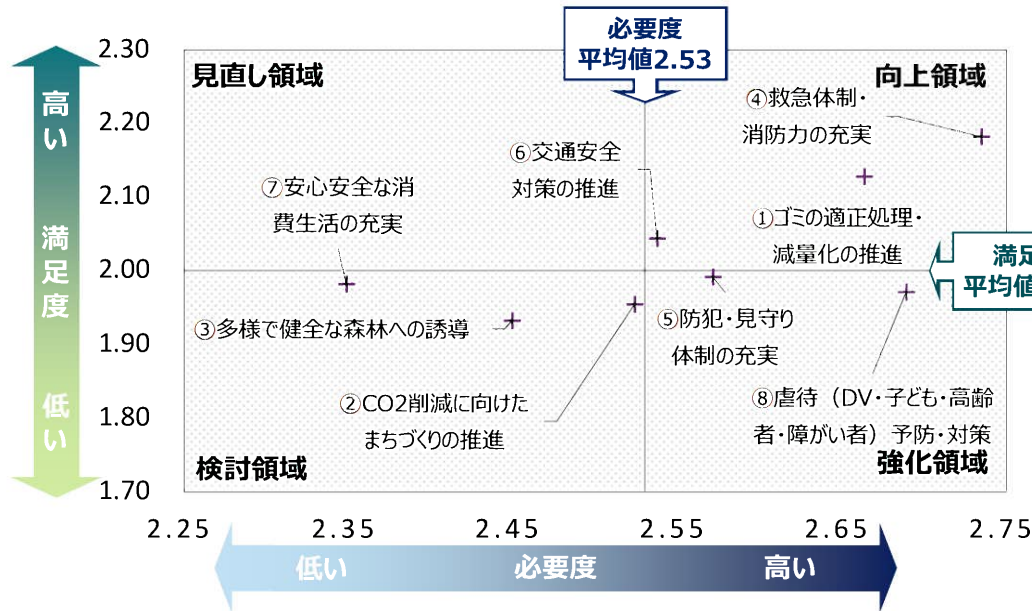 必要度
平均値2.53
2.30
2.20
2.10
2.00
1.90
1.80
1.70
高い
満足度
低い
見直し領域
向上領域
④救急体制・
消防力の充実
⑥交通安全
対策の推進
⑦安心安全な消
費生活の充実
①ゴミの適正処理・
減量化の推進
満足
平均値
③多様で健全な森林への誘導
⑤防犯・見守り
体制の充実
②CO2削減に向けた
まちづくりの推進
⑧虐待（DV・子ども・高齢
者・障がい者）予防・対策
検討領域
強化領域
2.25
2.35
2.45
2.55
2.65
2.75
低い
必要度
高い